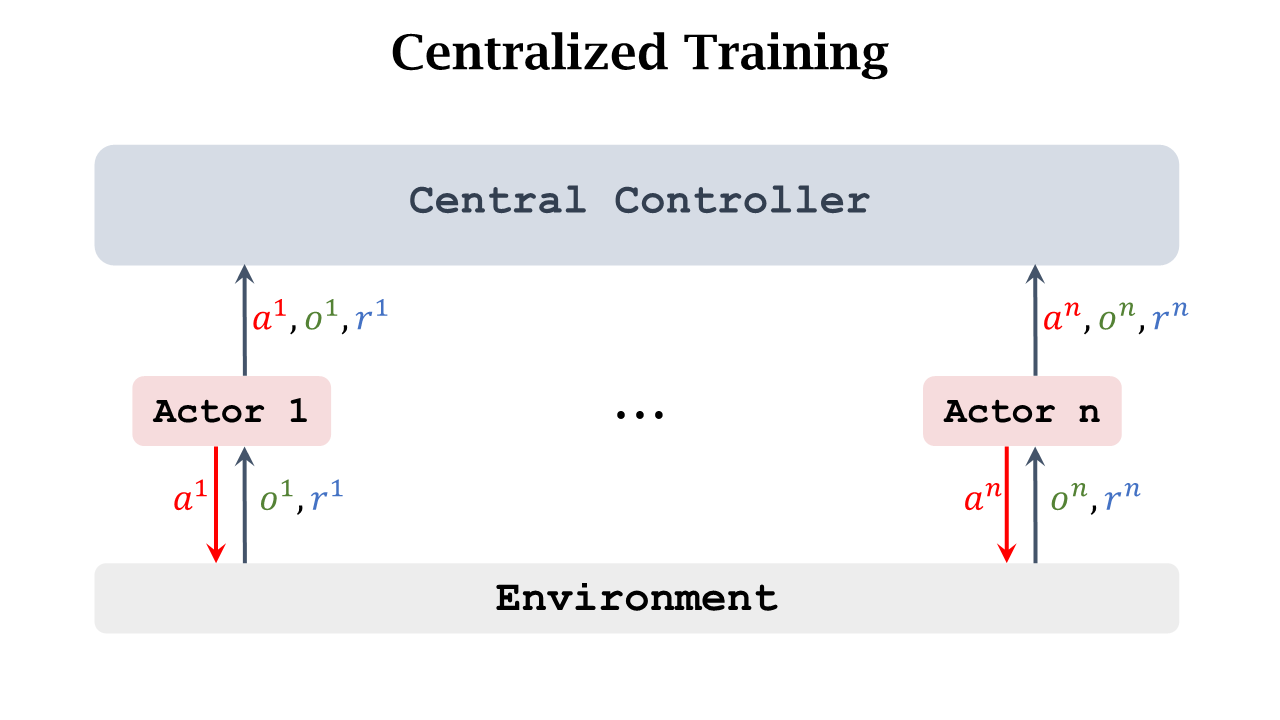 Centralized Training
Central Controller
a¹, o¹, r¹
aⁿ, oⁿ, rⁿ
Actor 1
...
Actor n
a¹
o¹, r¹
aⁿ
oⁿ, rⁿ
Environment